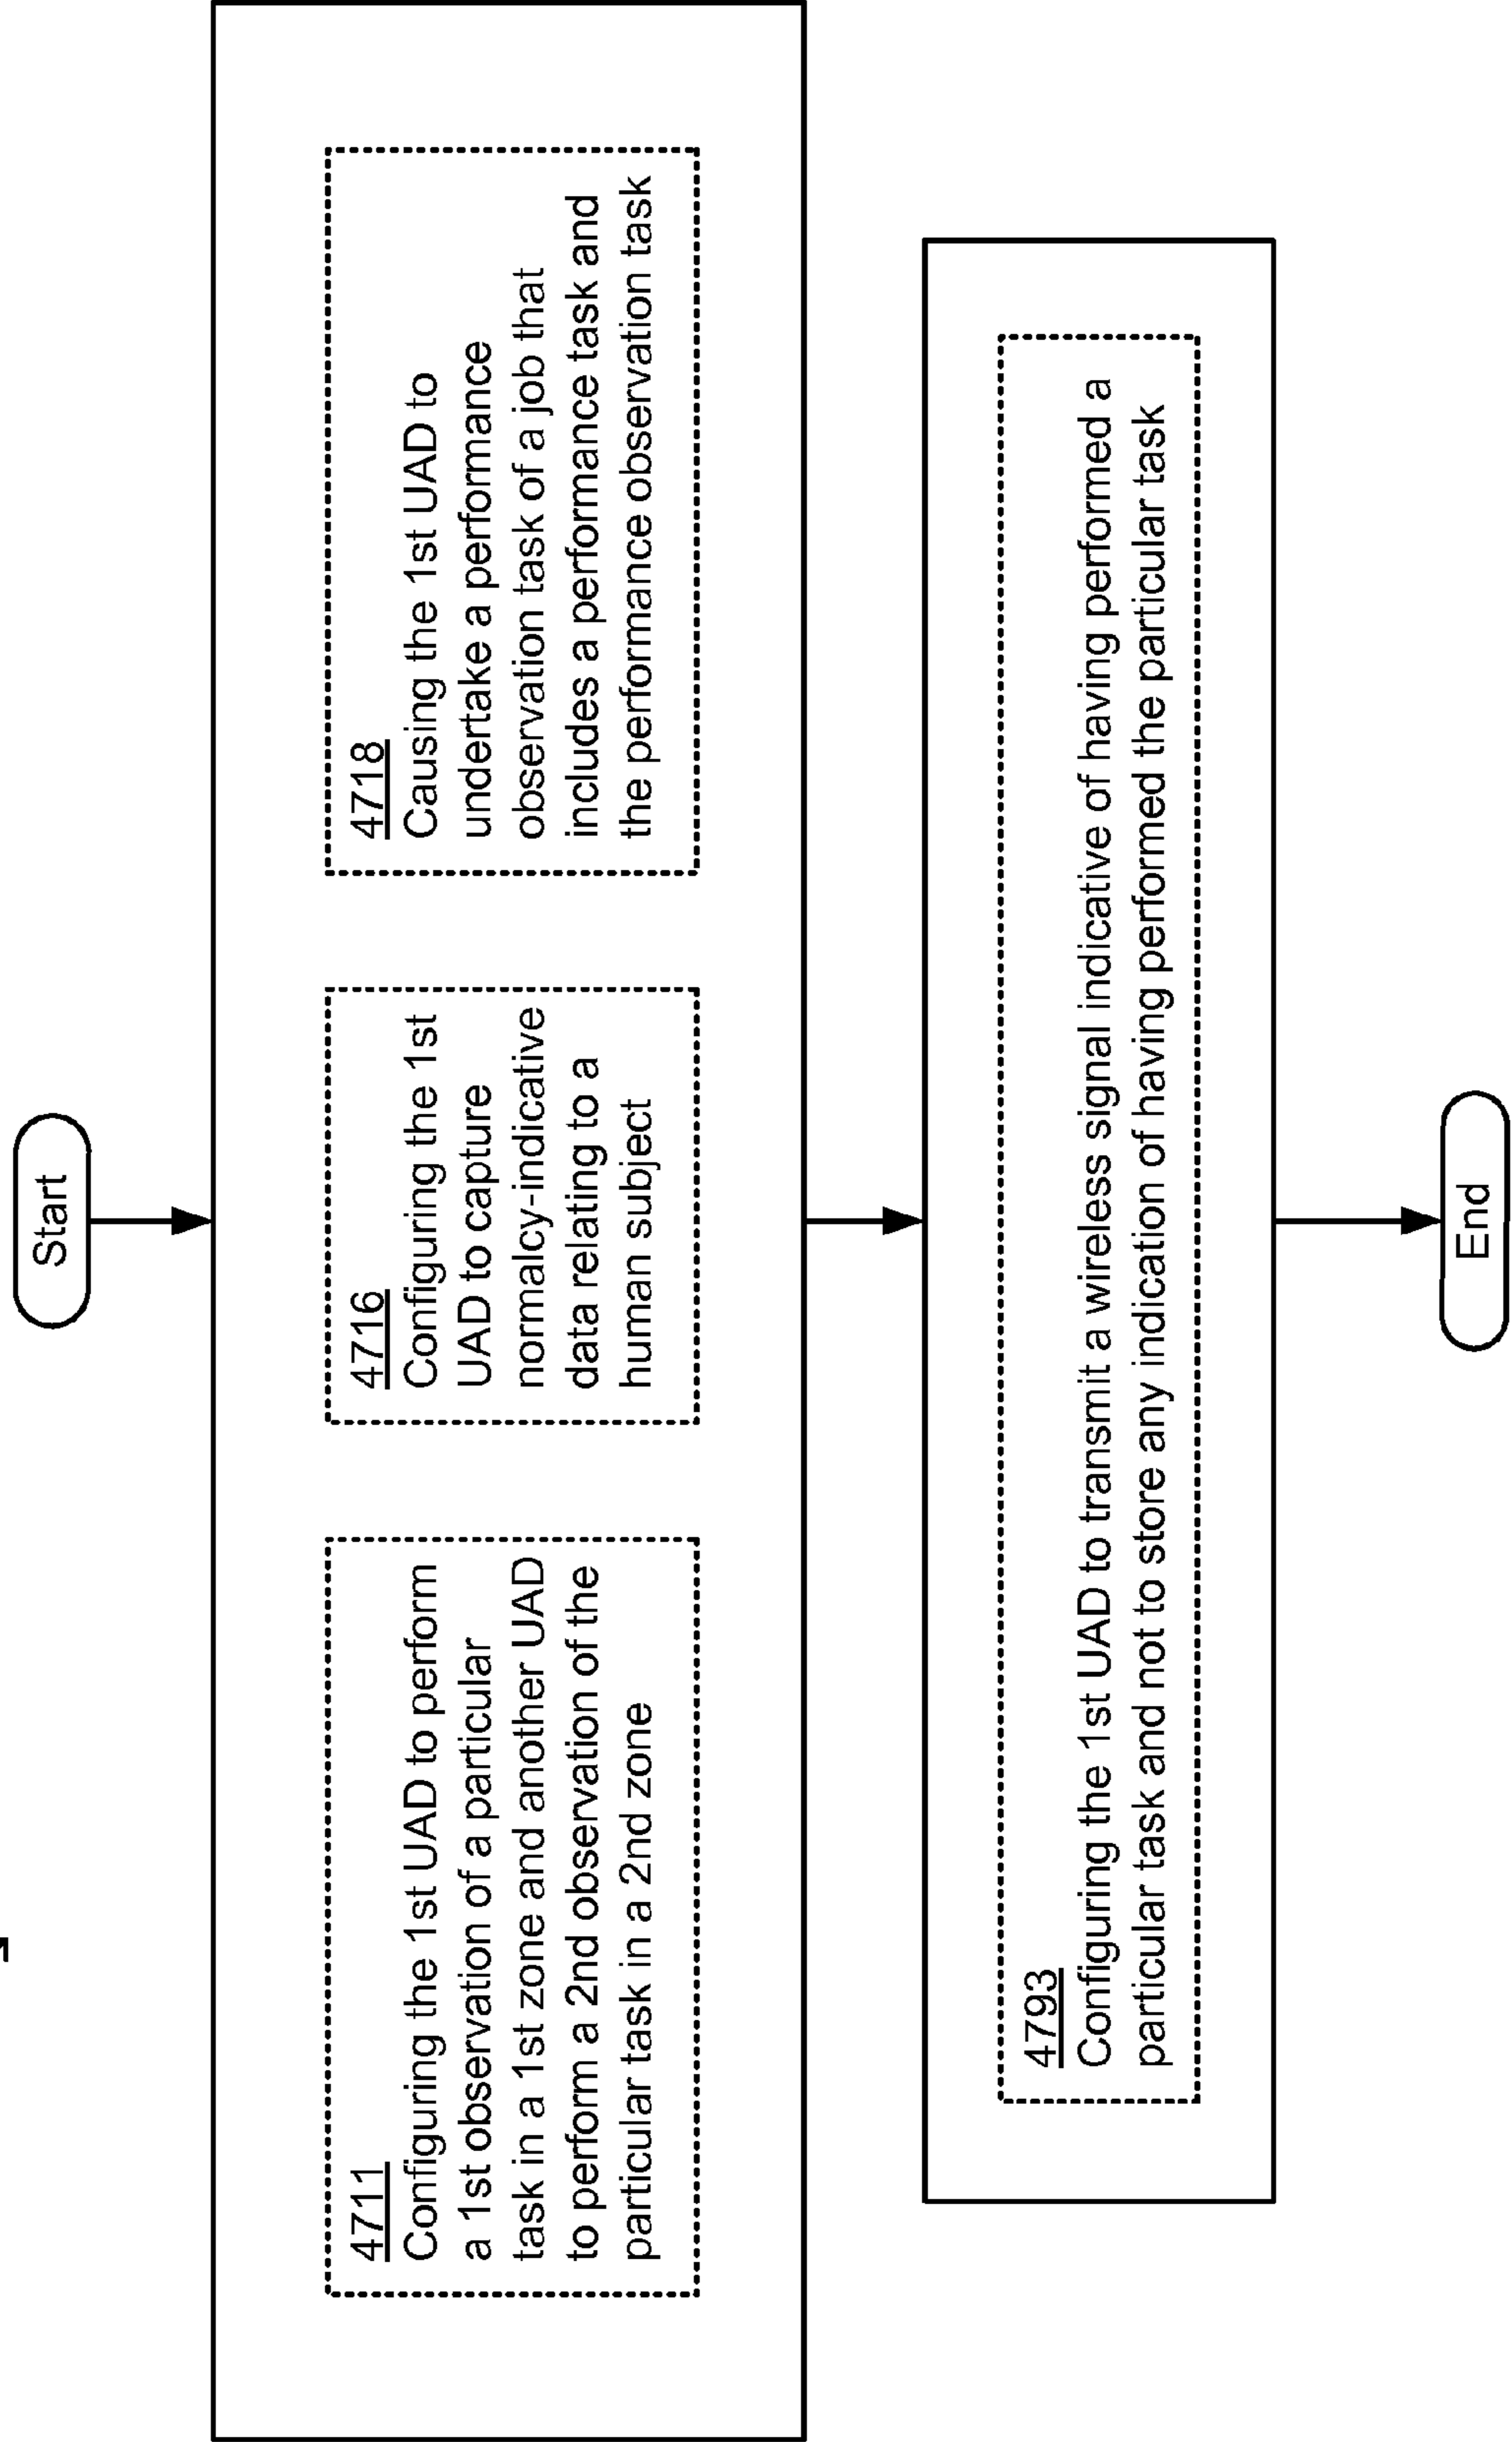 Start
4711
Configuring the 1st UAD to perform
a 1st observation of a particular
task in a 1st zone and another UAD
to perform a 2nd observation of the
particular task in a 2nd zone
4716
Configuring the 1st
UAD to capture
normalcy-indicative
data relating to a
human subject
4718
Causing the 1st UAD to
undertake a performance
observation task of a job that
includes a performance task and
the performance observation task
4793
Configuring the 1st UAD to transmit a wireless signal indicative of having performed a
particular task and not to store any indication of having performed the particular task
End